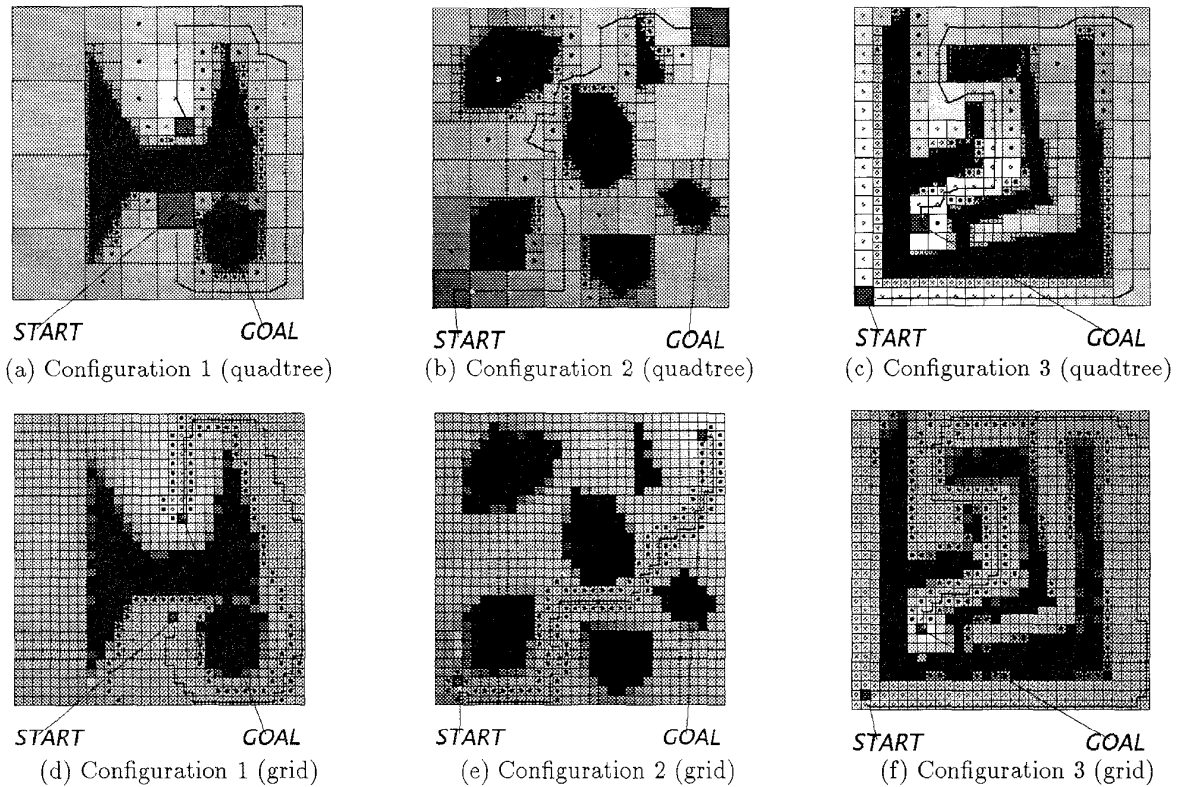 START GOAL
(a) Configuration 1 (quadtree)
START GOAL
(b) Configuration 2 (quadtree)
START GOAL
(c) Configuration 3 (quadtree)
START GOAL
(d) Configuration 1 (grid)
START GOAL
(e) Configuration 2 (grid)
START GOAL
(f) Configuration 3 (grid)